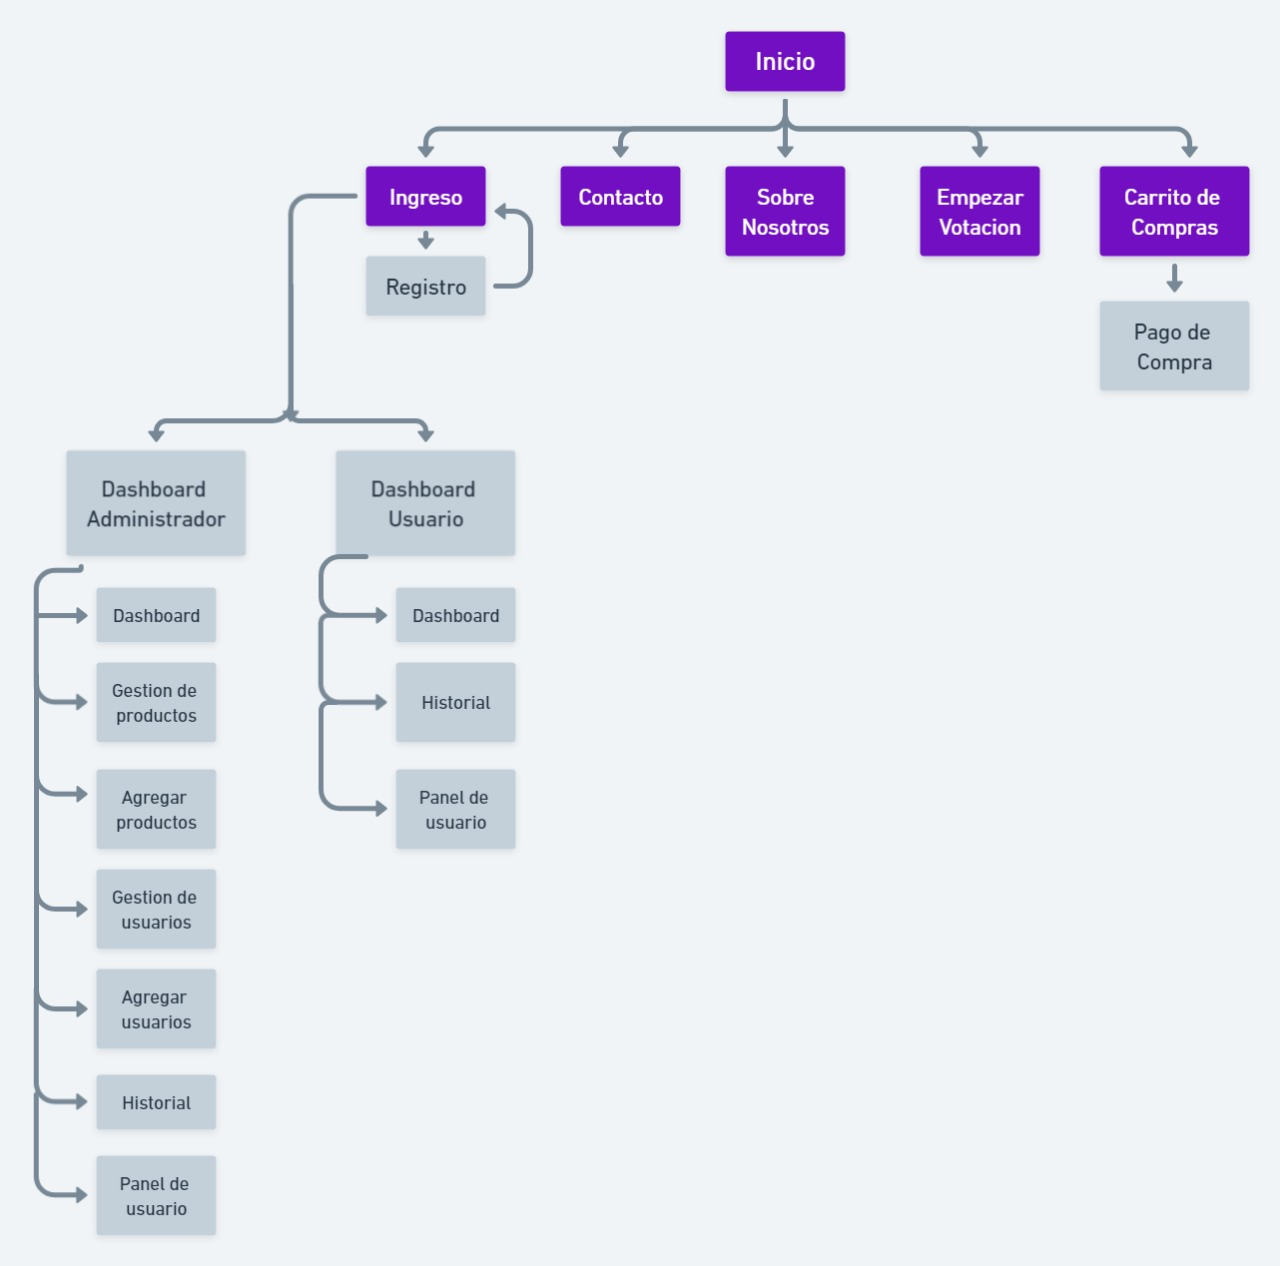 Inicio
Ingreso
Contacto
Sobre
Nosotros
Empezar
Votacion
Carrito de
Compras
Registro
Pago de
Compra
Dashboard
Administrador
Dashboard
Usuario
Dashboard
Gestion de
productos
Agregar
productos
Gestion de
usuarios
Agregar
usuarios
Historial
Panel de
usuario
Dashboard
Historial
Panel de
usuario